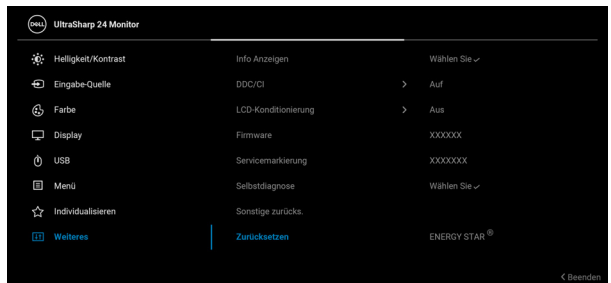 DELL UltraSharp 24 Monitor
Helligkeit/Kontrast Info Anzeigen Wählen Sie ✓
Eingabe-Quelle DDC/CI > Auf
Farbe LCD-Konditionierung > Aus
Display Firmware XXXXXX
USB Servicemarkierung XXXXXXX
Menü Selbstdiagnose Wählen Sie ✓
Individualisieren Sonstige zurücks.
Weiteres Zurücksetzen ENERGY STAR ®
< Beenden